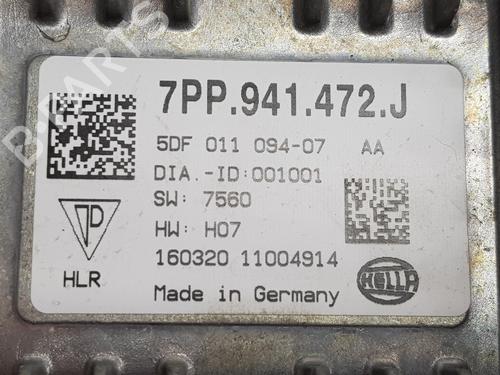 7PP.941.472.J
5DF 011 094-07 AA
DIA.-ID:001001
SW: 7560
HW: H07
160320 11004914
HLR
Made in Germany
HELLA
B-PARTS